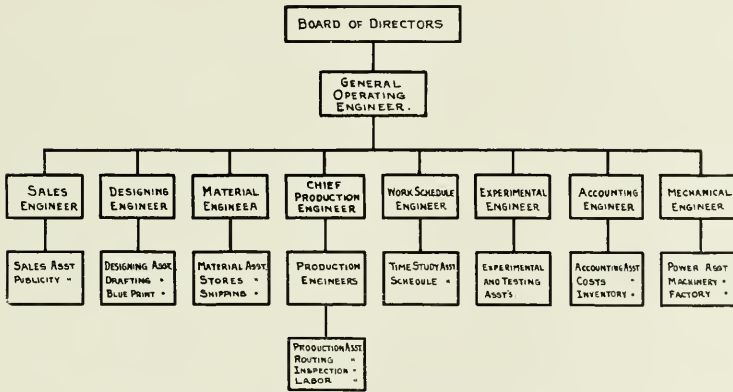 BOARD OF DIRECTORS
GENERAL
OPERATING
ENGINEER.
SALES
ENGINEER
DESIGNING
ENGINEER
MATERIAL
ENGINEER
CHIEF
PRODUCTION
ENGINEER
WORK SCHEDULE
ENGINEER
EXPERIMENTAL
ENGINEER
ACCOUNTING
ENGINEER
MECHANICAL
ENGINEER
SALES ASST
PUBLICITY "
DESIGNING ASST.
DRAFTING "
BLUE PRINT "
MATERIAL ASST.
STORES "
SHIPPING "
PRODUCTION
ENGINEERS
TIME STUDY ASST
SCHEDULE "
EXPERIMENTAL
AND TESTING
ASST'S.
ACCOUNTING ASST
COSTS "
INVENTORY "
POWER ASST
MACHINERY "
FACTORY "
PRODUCTION ASST.
ROUTING "
INSPECTION "
LABOR "